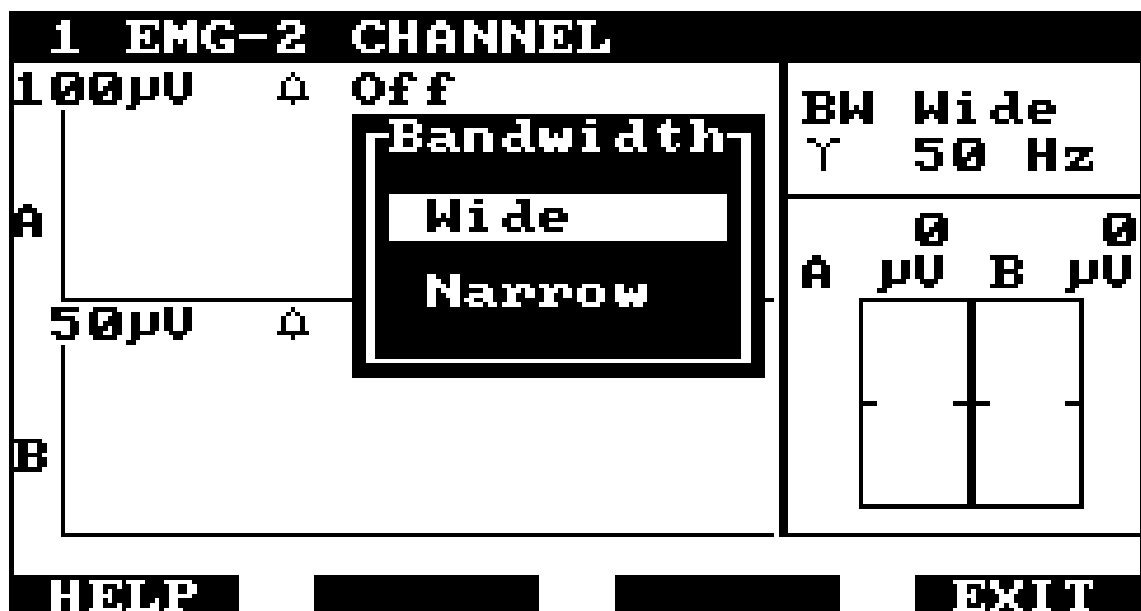 1 EMG-2 CHANNEL
100µV Off
A
50µV
B
Bandwidth
Wide
Narrow
BW Wide
50 Hz
0 0
A µV B µV
HELP EXIT